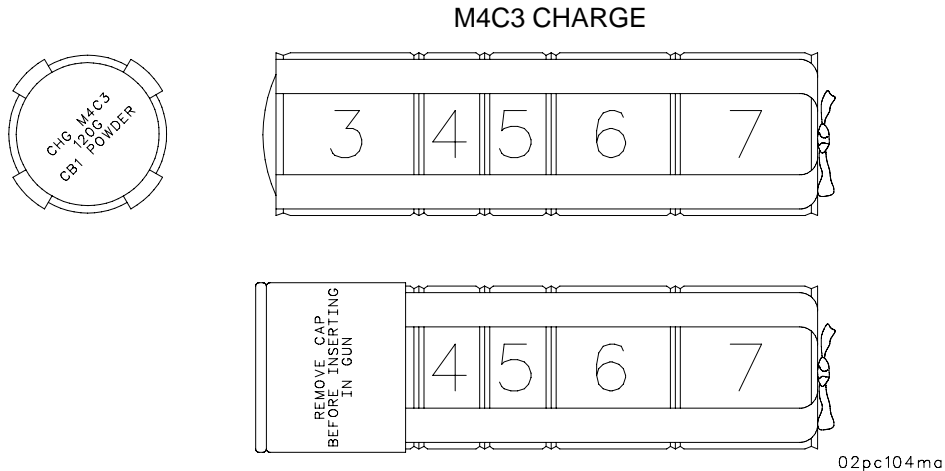 M4C3 CHARGE
CHG M4C3
120G
CB1 POWDER
3 4 5 6 7
REMOVE CAP
BEFORE INSERTING
IN GUN
4 5 6 7
02pc104ma